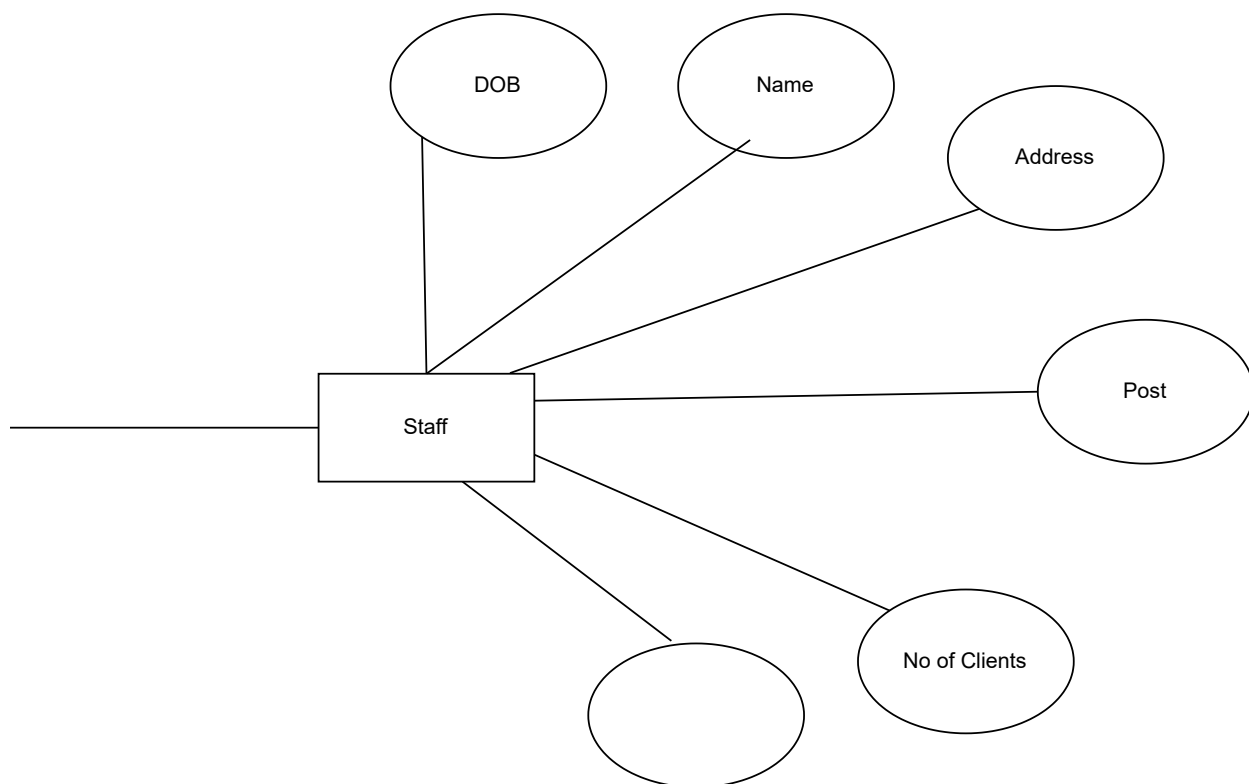 DOB
Name
Address
Post
Staff
No of Clients